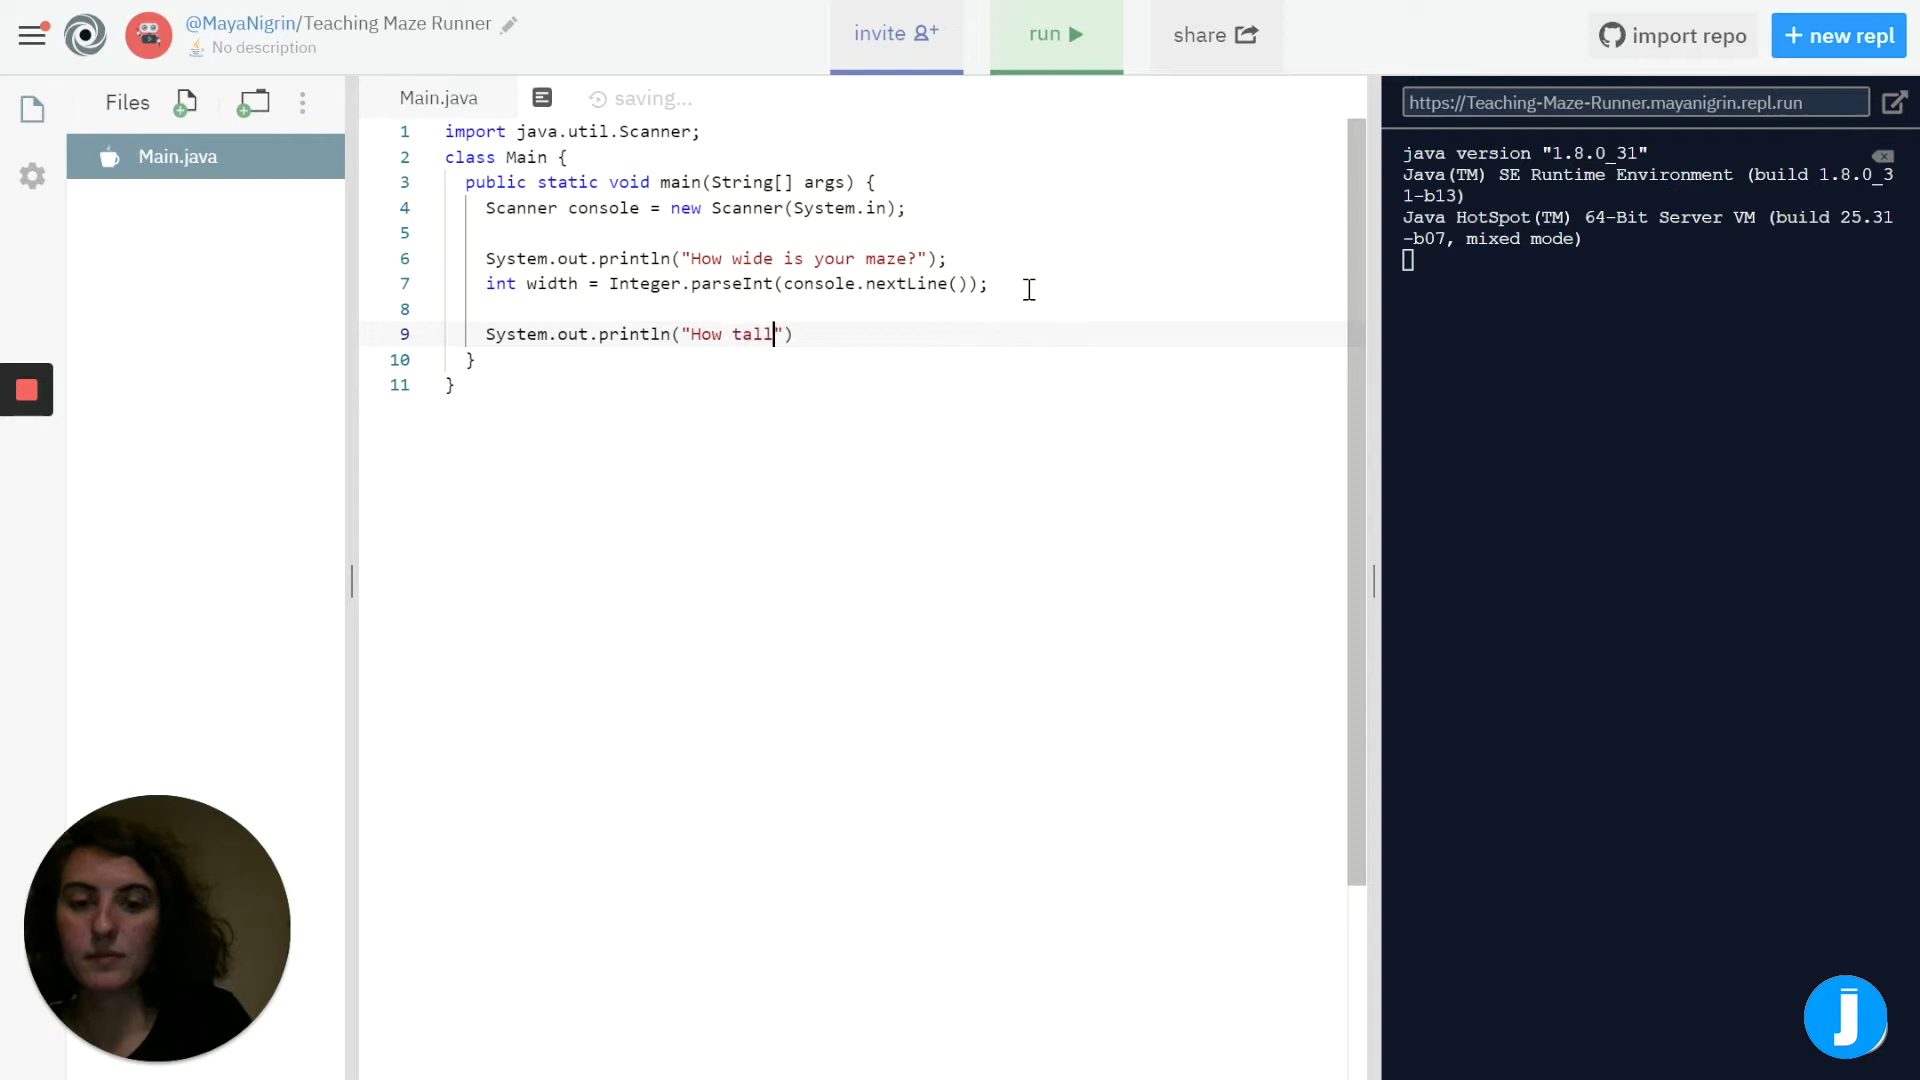 @MayaNigrin/Teaching Maze Runner
No description
invite
run
share
import repo
+ new repl
Files
Main.java
Main.java
saving...
1 import java.util.Scanner;
2 class Main {
3 public static void main(String[] args) {
4 Scanner console = new Scanner(System.in);
5
6 System.out.println("How wide is your maze?");
7 int width = Integer.parseInt(console.nextLine());
8
9 System.out.println("How tall")
10 }
11 }
https://Teaching-Maze-Runner.mayanigrin.repl.run
java version "1.8.0_31"
Java(TM) SE Runtime Environment (build 1.8.0_3
1-b13)
Java HotSpot(TM) 64-Bit Server VM (build 25.31
-b07, mixed mode)
J